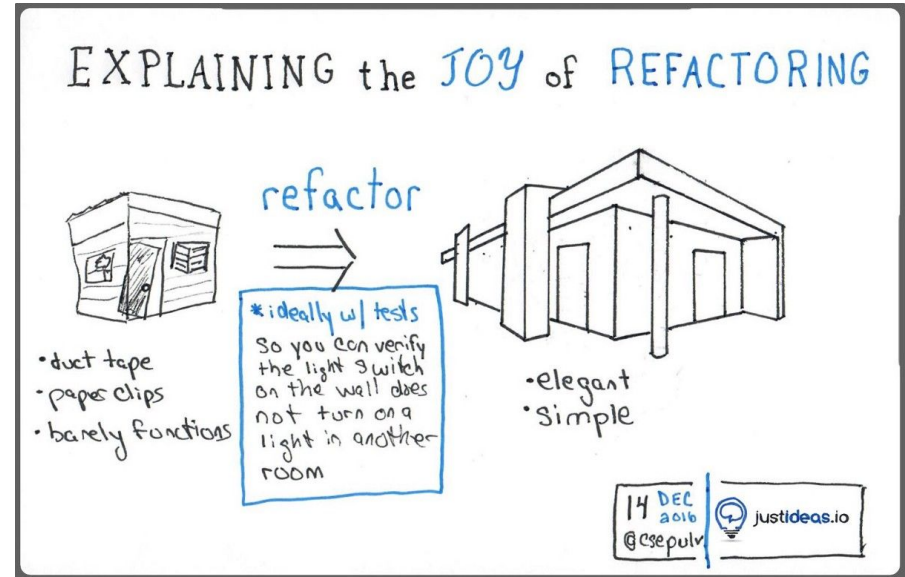 EXPLAINING the JOY of REFACTORING
refactor
*ideally w/ tests
So you can verify
the light switch
on the wall does
not turn on a
light in another
room
•duct tape
•paper clips
•barely functions
•elegant
•simple
14 DEC
2016
@csepulv
justideas.io